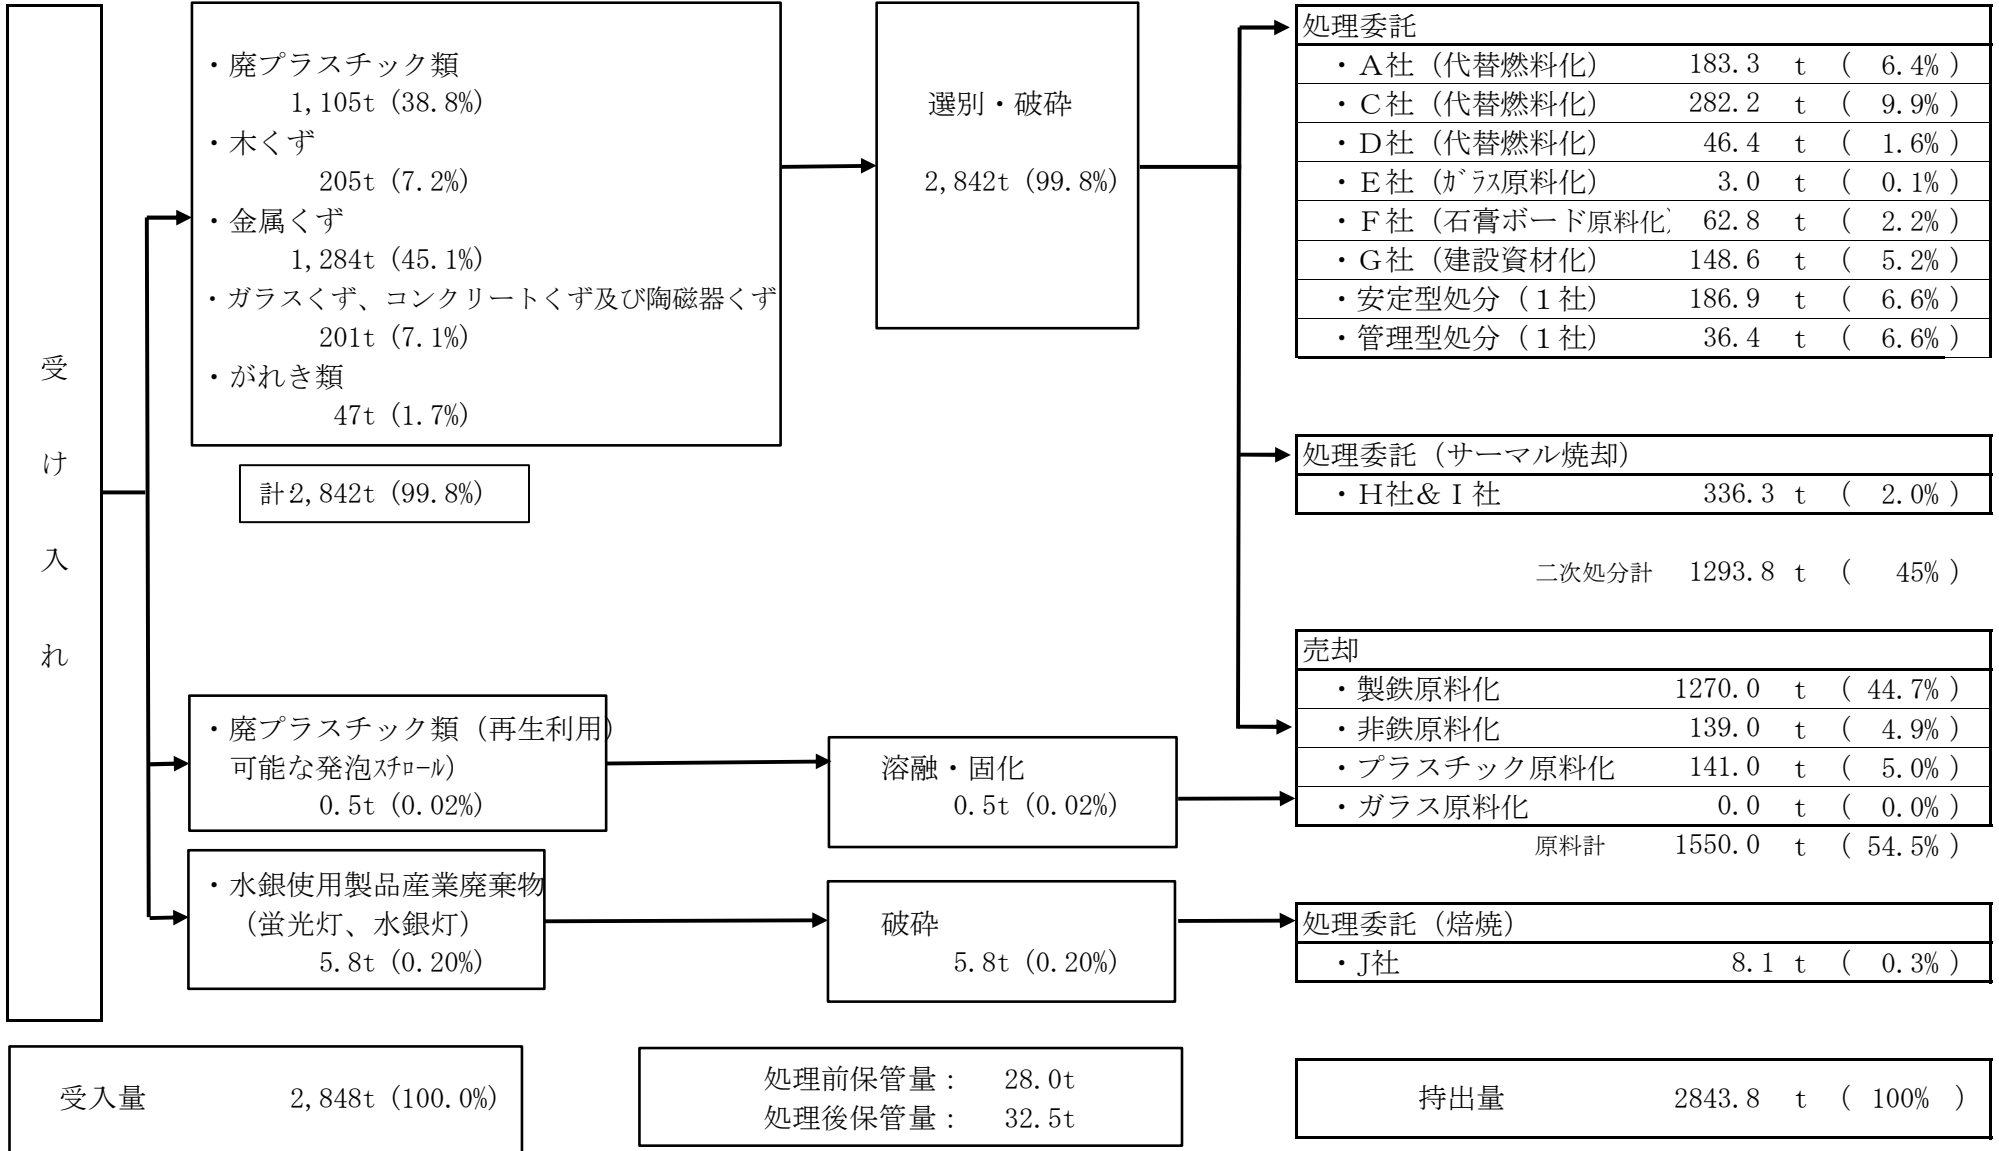 受け入れ
・廃プラスチック類
1,105t (38.8%)
・木くず
205t (7.2%)
・金属くず
1,284t (45.1%)
・ガラスくず、コンクリートくず及び陶磁器くず
201t (7.1%)
・がれき類
47t (1.7%)
計:2,842t (99.8%)
・廃プラスチック類（再生利用
可能な発泡ｽﾁﾛｰﾙ）
0.5t (0.02%)
・水銀使用製品産業廃棄物
（蛍光灯、水銀灯）
5.8t (0.20%)
選別・破砕
2,842t (99.8%)
溶融・固化
0.5t (0.02%)
破砕
5.8t (0.20%)
処理委託
・Ａ社（代替燃料化） 183.3 t ( 6.4% )
・Ｃ社（代替燃料化） 282.2 t ( 9.9% )
・Ｄ社（代替燃料化） 46.4 t ( 1.6% )
・Ｅ社（ｶﾞﾗｽ原料化） 3.0 t ( 0.1% )
・Ｆ社（石膏ボード原料化） 62.8 t ( 2.2% )
・Ｇ社（建設資材化） 148.6 t ( 5.2% )
・安定型処分（１社） 186.9 t ( 6.6% )
・管理型処分（１社） 36.4 t ( 6.6% )
処理委託（サーマル焼却）
・Ｈ社＆Ｉ社 336.3 t ( 2.0% )
二次処分計 1293.8 t ( 45% )
売却
・製鉄原料化 1270.0 t ( 44.7% )
・非鉄原料化 139.0 t ( 4.9% )
・プラスチック原料化 141.0 t ( 5.0% )
・ガラス原料化 0.0 t ( 0.0% )
原料計 1550.0 t ( 54.5% )
処理委託（焙焼）
・J社 8.1 t ( 0.3% )
受入量 2,848t (100.0%)
処理前保管量： 28.0t
処理後保管量： 32.5t
持出量 2843.8 t ( 100% )